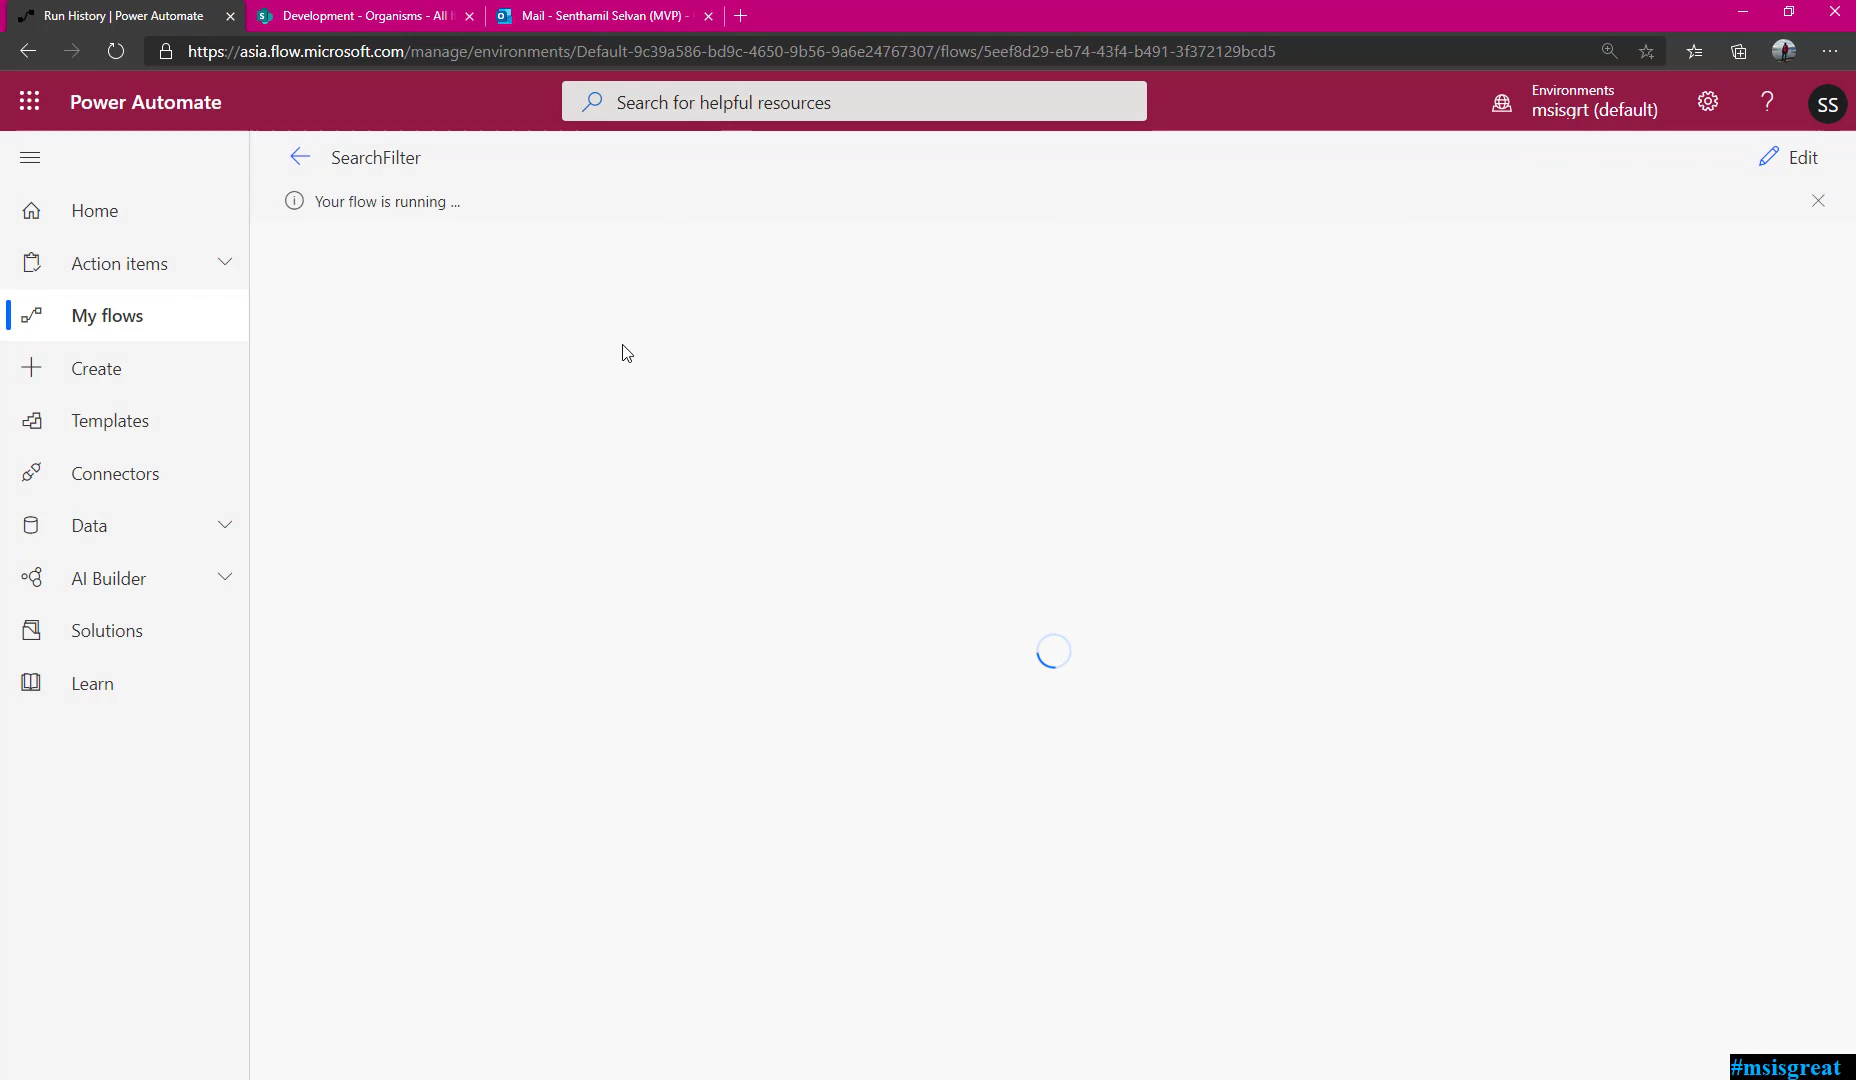 Run History | Power Automate
Development - Organisms - All
Mail - Senthamil Selvan (MVP) -
https://asia.flow.microsoft.com/manage/environments/Default-9c39a586-bd9c-4650-9b56-9a6e24767307/flows/5eef8d29-eb74-43f4-b491-3f372129bcd5
Power Automate
Search for helpful resources
Environments
msisgrt (default)
SS
SearchFilter
Edit
Your flow is running ...
Home
Action items
My flows
Create
Templates
Connectors
Data
AI Builder
Solutions
Learn
#msisgreat